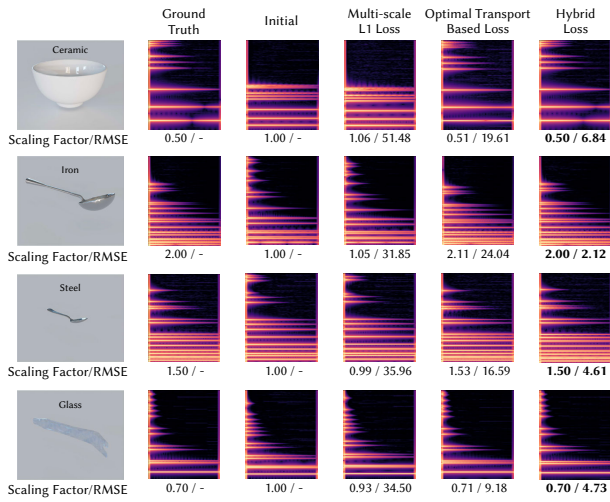 Ground Truth
Initial
Multi-scale L1 Loss
Optimal Transport Based Loss
Hybrid Loss
Ceramic
Scaling Factor/RMSE 0.50 / - 1.00 / - 1.06 / 51.48 0.51 / 19.61 0.50 / 6.84
Iron
Scaling Factor/RMSE 2.00 / - 1.00 / - 1.05 / 31.85 2.11 / 24.04 2.00 / 2.12
Steel
Scaling Factor/RMSE 1.50 / - 1.00 / - 0.99 / 35.96 1.53 / 16.59 1.50 / 4.61
Glass
Scaling Factor/RMSE 0.70 / - 1.00 / - 0.93 / 34.50 0.71 / 9.18 0.70 / 4.73